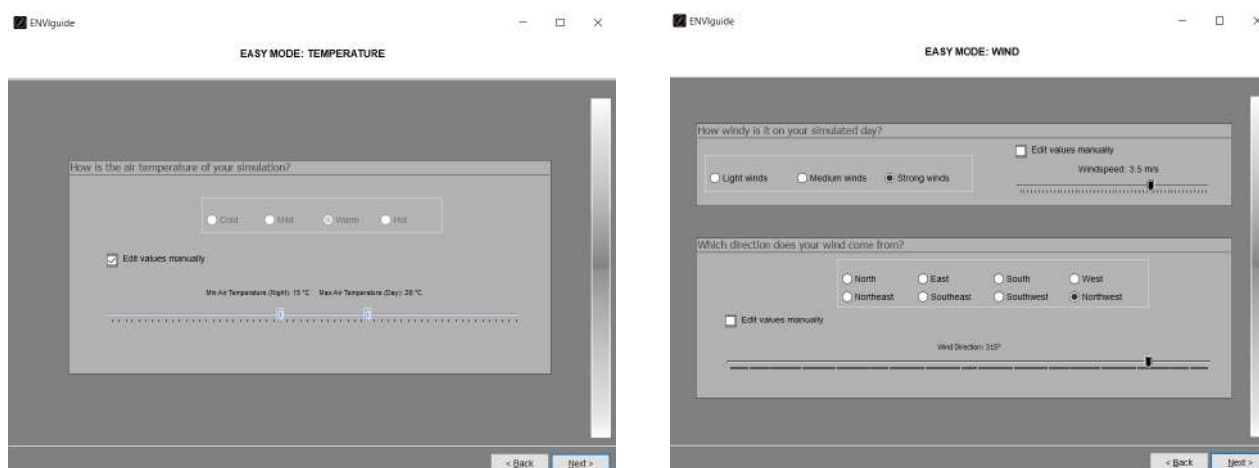 ENVIguide
EASY MODE: TEMPERATURE
How is the air temperature of your simulation?
Cold Mild Warm Hot
Edit values manually
Min Air Temperature (Night): 15 °C Max Air Temperature (Day): 28 °C
< Back Next >
ENVIguide
EASY MODE: WIND
How windy is it on your simulated day?
Edit values manually
Windspeed: 3.5 m/s
Light winds Medium winds Strong winds
Which direction does your wind come from?
North East South West
Northeast Southeast Southwest Northwest
Edit values manually
Wind Direction: 315°
< Back Next >